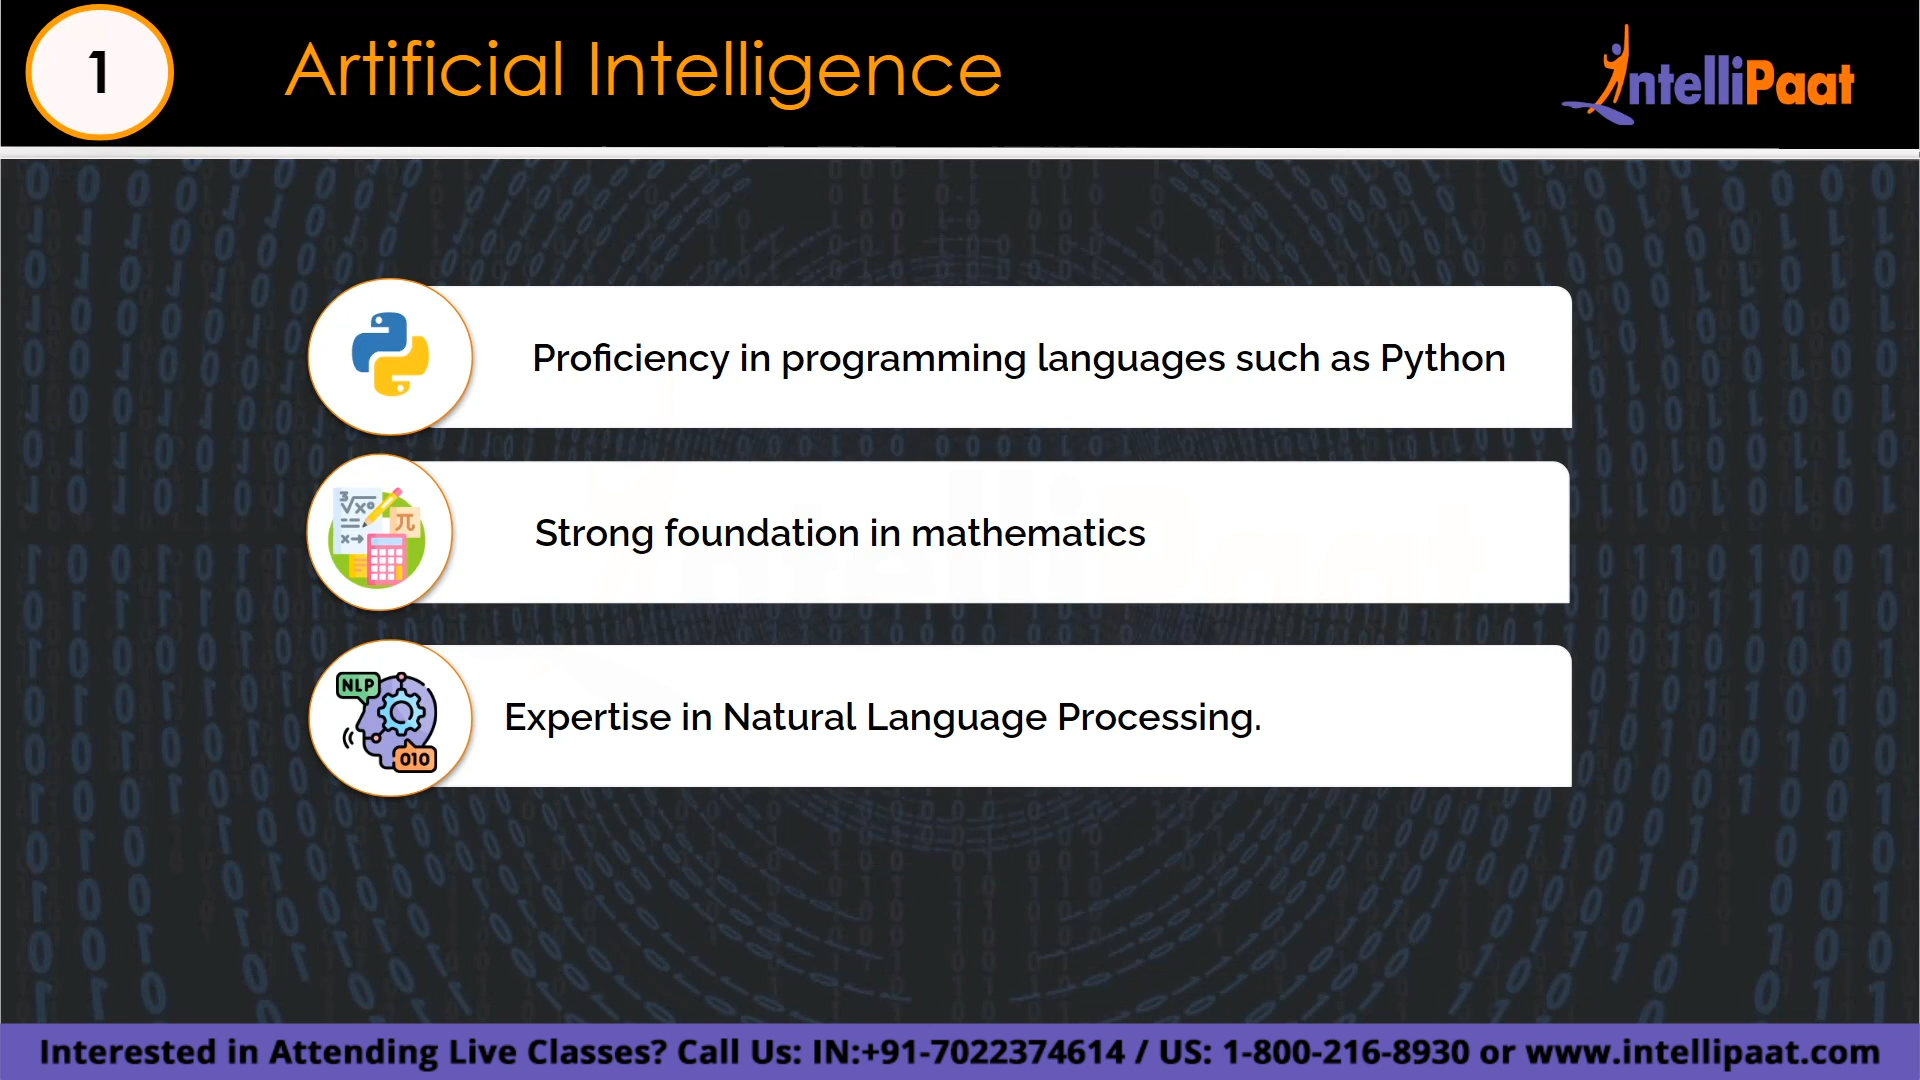 1
Artificial Intelligence
IntelliPaat
Proficiency in programming languages such as Python
Strong foundation in mathematics
NLP
010
Expertise in Natural Language Processing.
Interested in Attending Live Classes? Call Us: IN:+91-7022374614 / US: 1-800-216-8930 or www.intellipaat.com